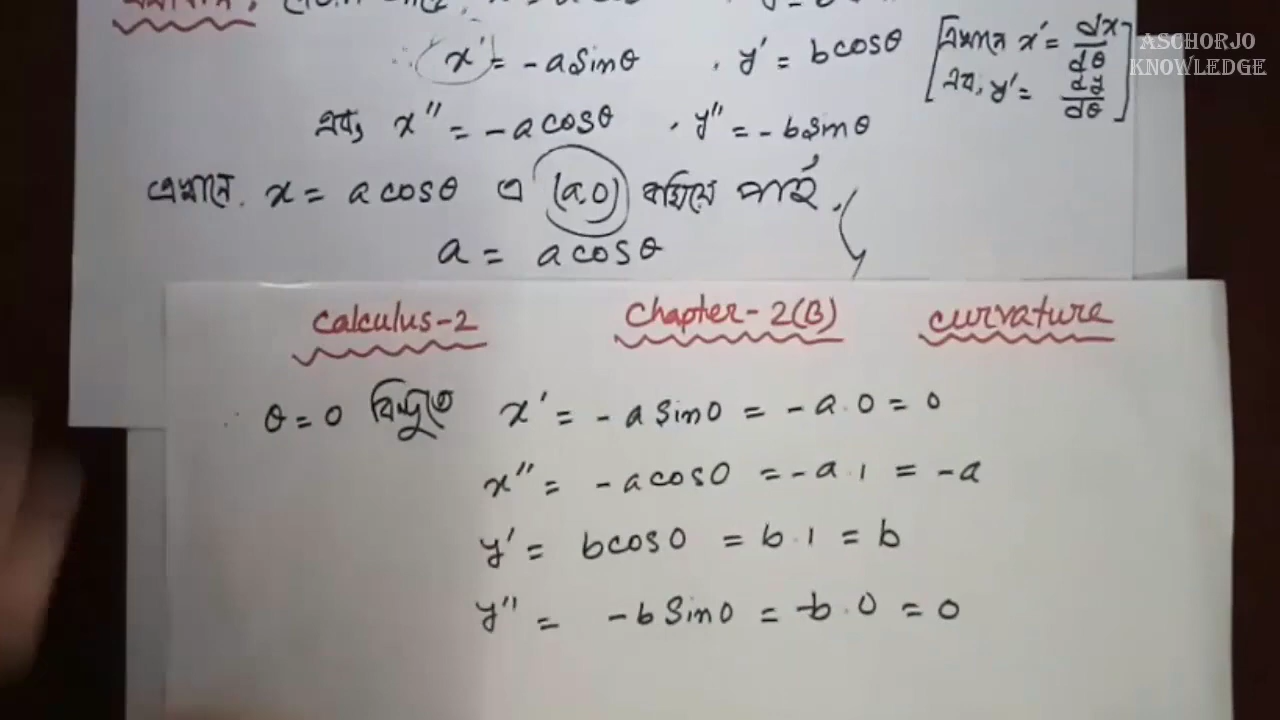 ∴ x' = -a sinθ , y' = b cosθ [এখানে x' = dx/dθ
এবং y' = dy/dθ]
ASCHORJO
KNOWLEDGE
এবং x'' = -a cosθ , y'' = -b sinθ
এখানে, x = a cosθ এ (a,0) বসিয়ে পাই,
a = a cosθ
Calculus-2 Chapter-2(B) Curvature
∴ θ = 0 বিন্দুতে x' = -a sin0 = -a.0 = 0
x'' = -a cos0 = -a.1 = -a
y' = b cos0 = b.1 = b
y'' = -b sin0 = -b.0 = 0